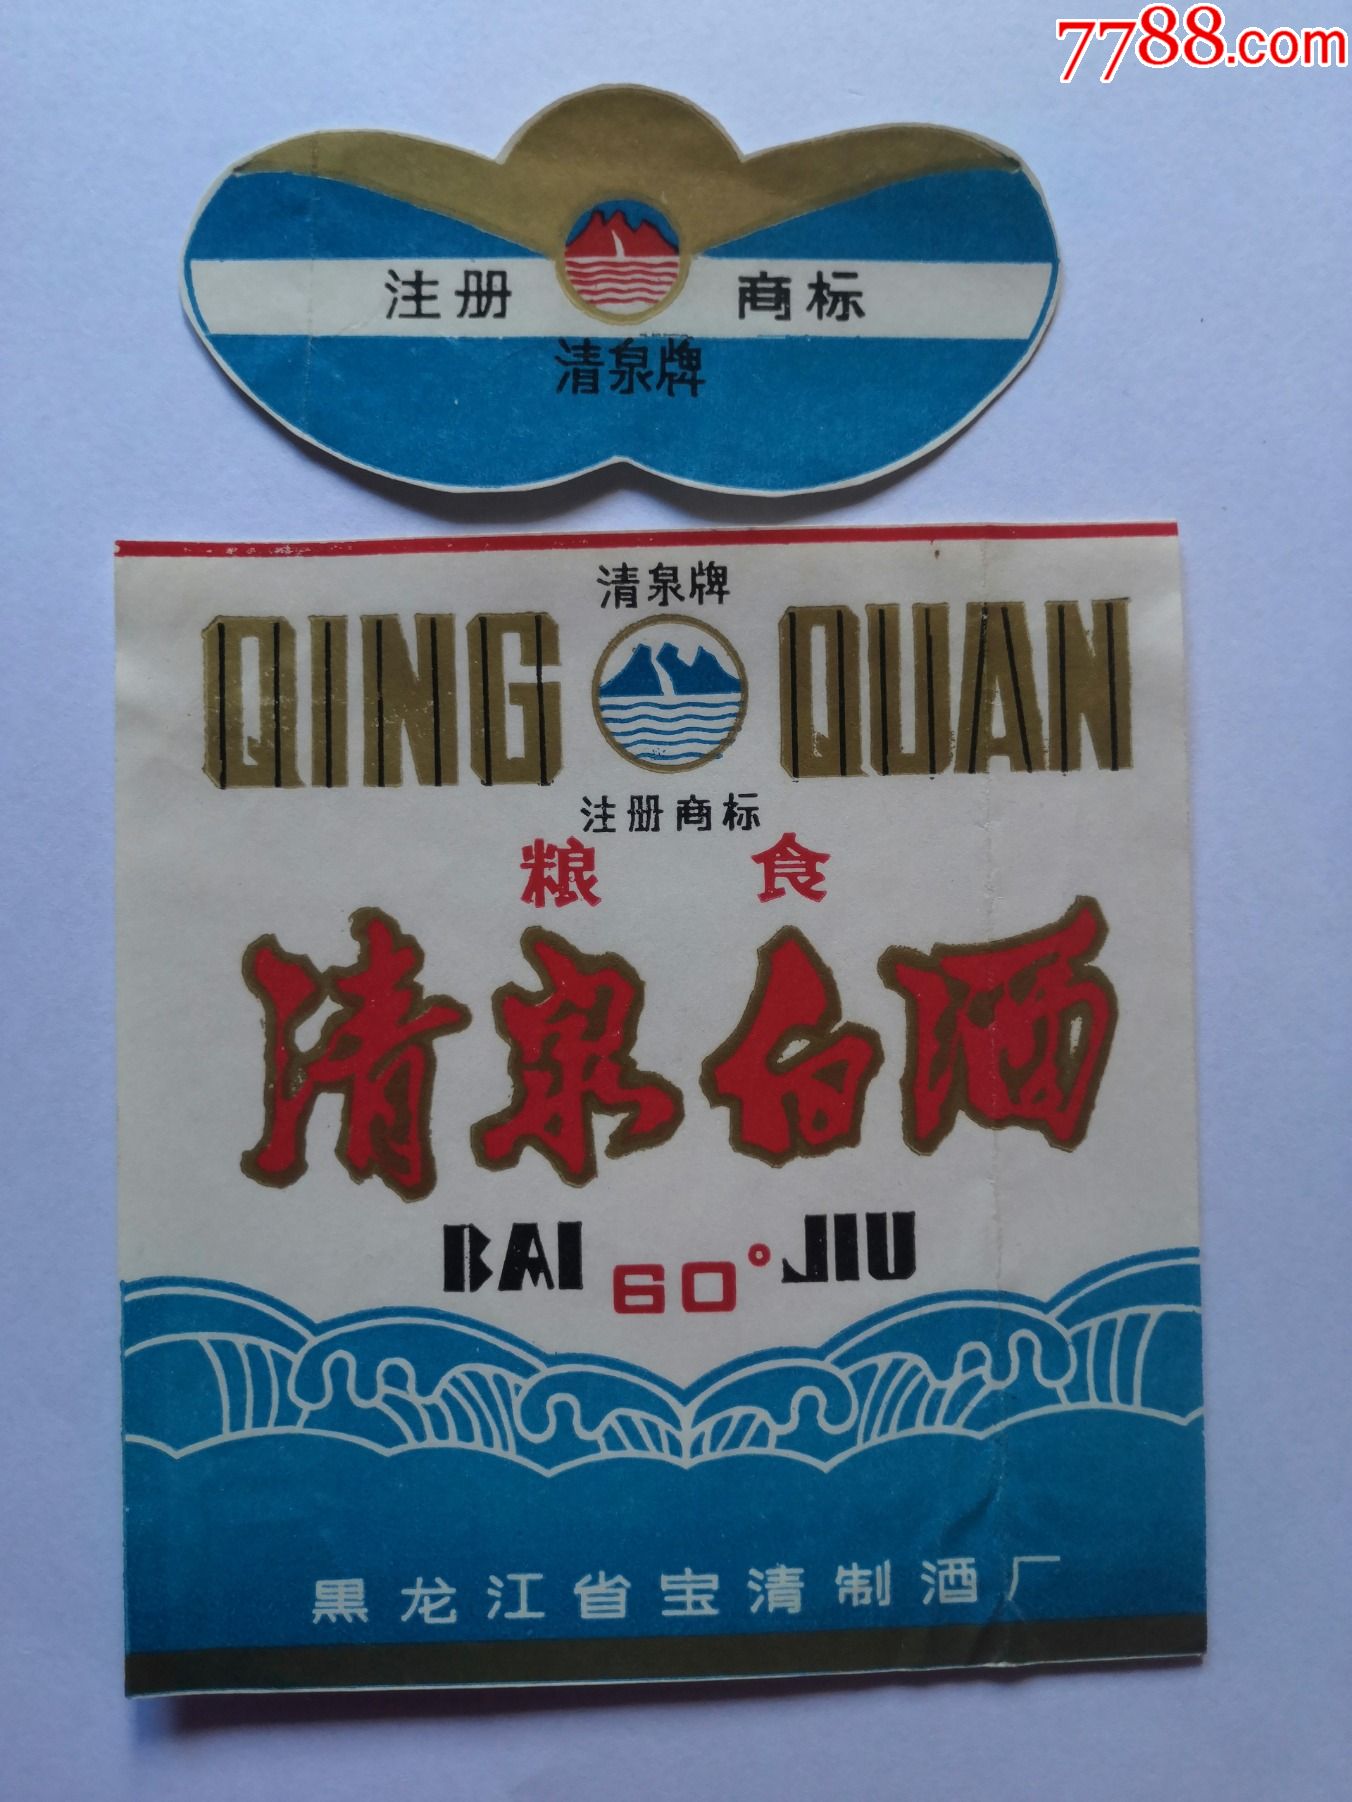 7788.com
注册 商标
清泉牌
清泉牌
QING QUAN
注册商标
粮食
清泉白酒
BAI 60° JIU
黑龙江省宝清制酒厂